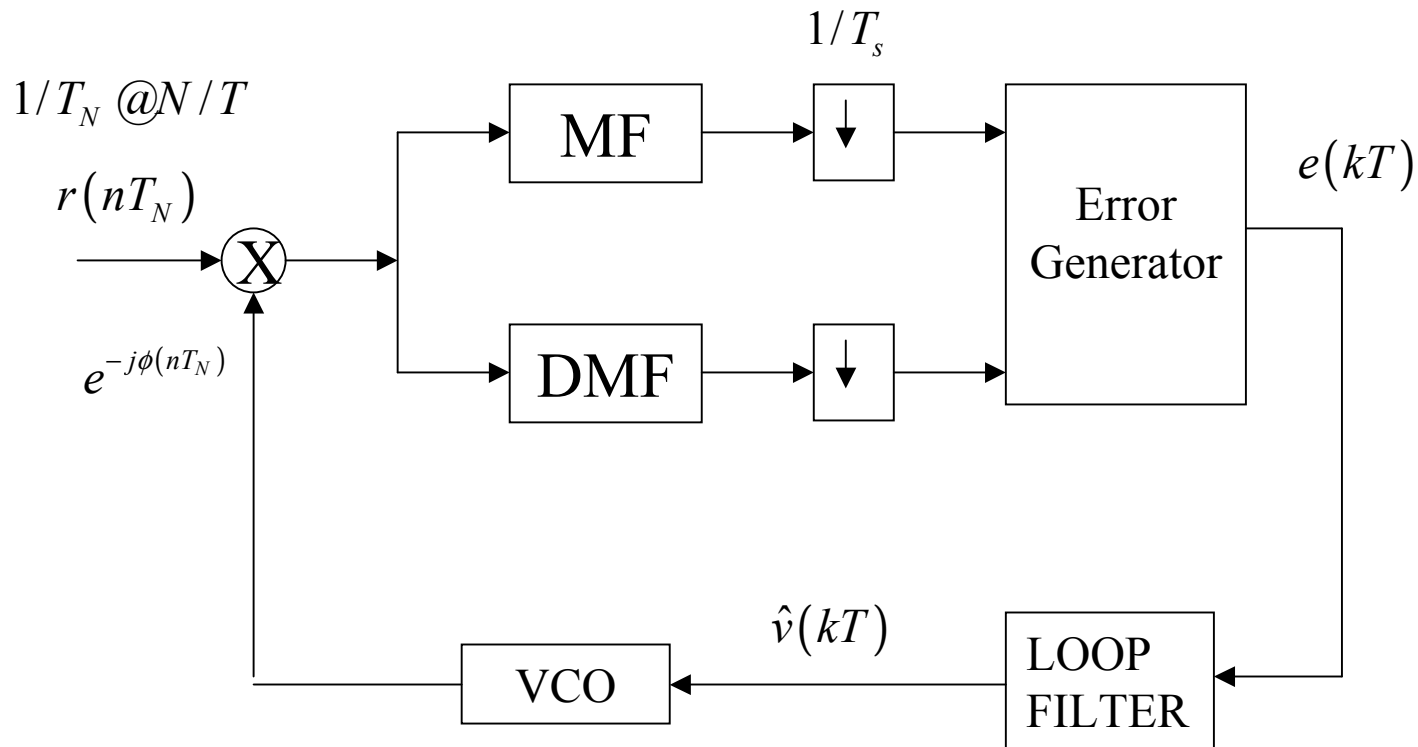 1/T_s
1/T_N @N/T
MF
↓
r(nT_N)
X
Error
Generator
e(kT)
e^{-jϕ(nT_N)}
DMF
↓
v̂(kT)
VCO
LOOP
FILTER